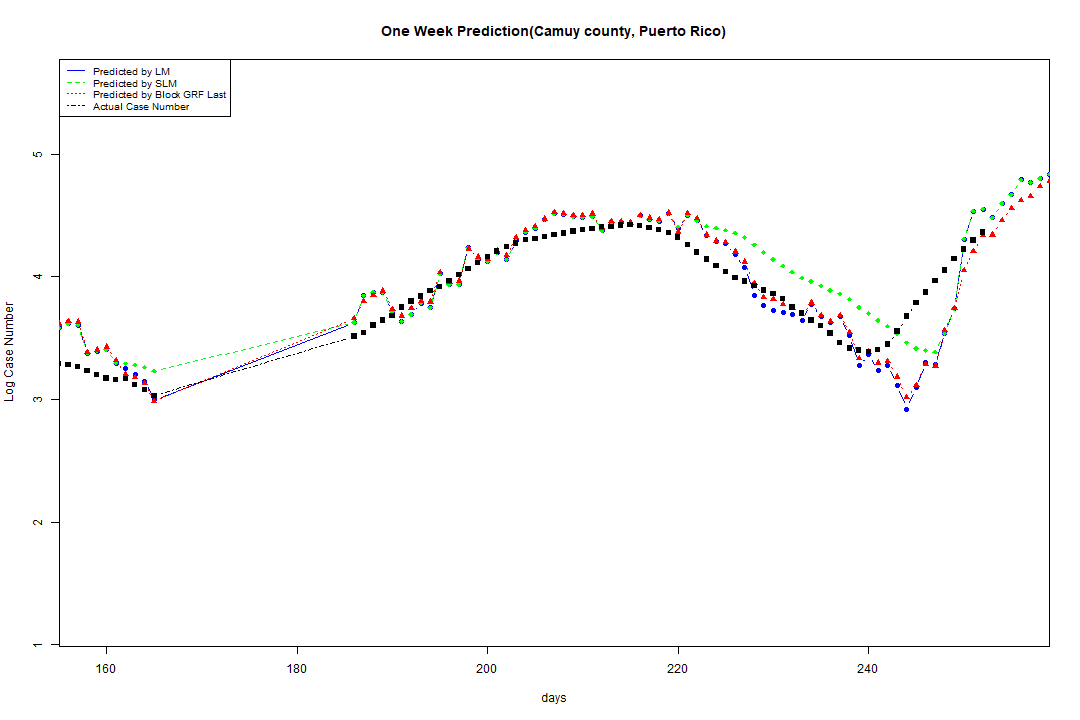 One Week Prediction(Camuy county, Puerto Rico)
Predicted by LM
Predicted by SLM
Predicted by Block GRF Last
Actual Case Number
5
4
3
2
1
Log Case Number
160 180 200 220 240
days